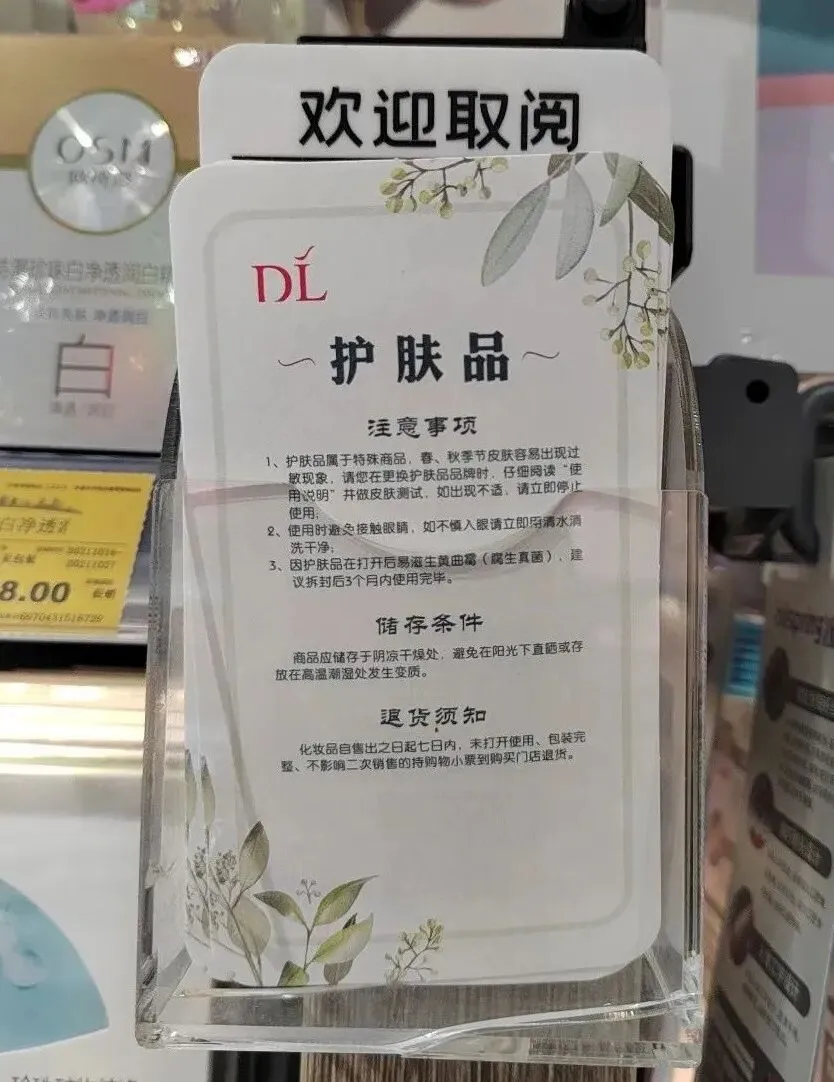 欢迎取阅
DL
护肤品
注意事项
1、护肤品属于特殊商品，春、秋季节皮肤容易出现过
敏现象，请您在更换护肤品品牌时，仔细阅读“使
用说明”并做皮肤测试，如出现不适，请立即停止
使用；
2、使用时避免接触眼睛，如不慎入眼请立即用清水清
洗干净；
3、因护肤品在打开后易滋生黄曲霉（腐生真菌），建
议拆封后3个月内使用完毕。
储存条件
商品应储存于阴凉干燥处，避免在阳光下直晒或存
放在高温潮湿处发生变质。
退货须知
化妆品自售出之日起七日内，未打开使用、包装完
整、不影响二次销售的持购物小票到购买门店退货。
OSM
白
白净透
20211016-
20211027
8.00